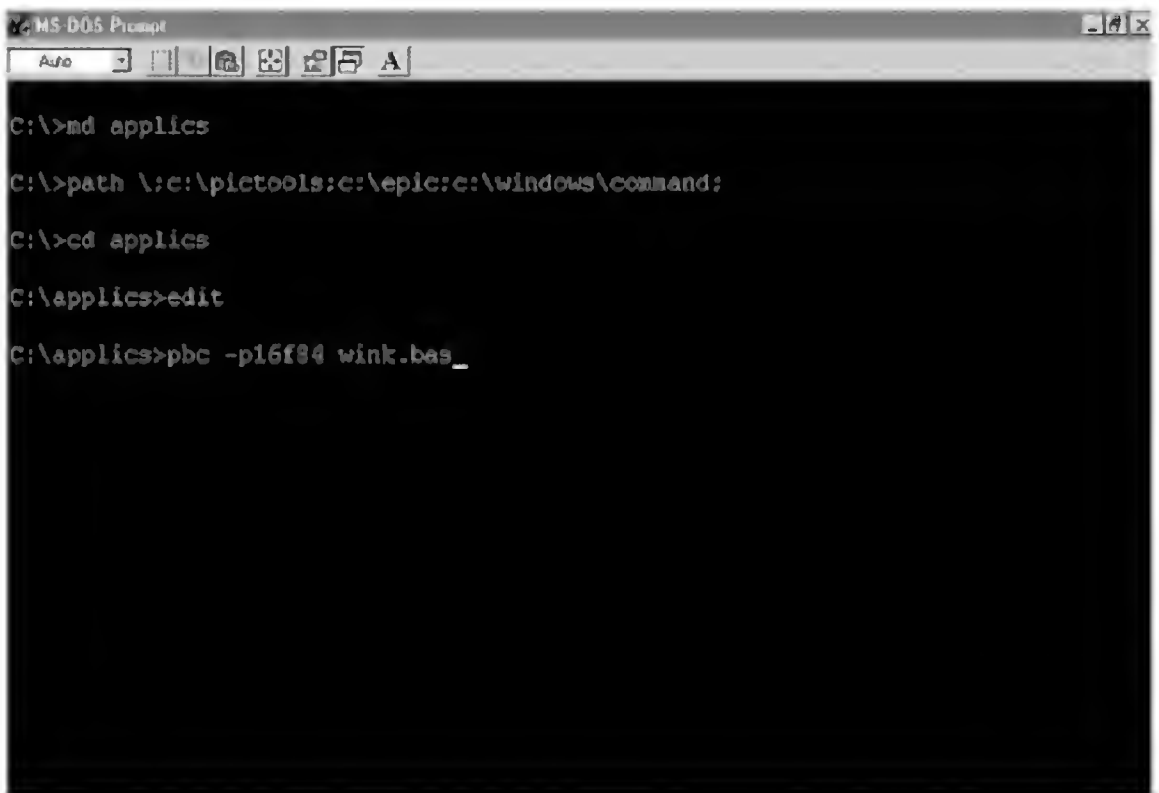 MS-DOS Prompt
Auto
A
C:\>md applics
C:\>path \;c:\pictools;c:\epic;c:\windows\command;
C:\>cd applics
C:\applics>edit
C:\applics>pbc -p16f84 wink.bas_